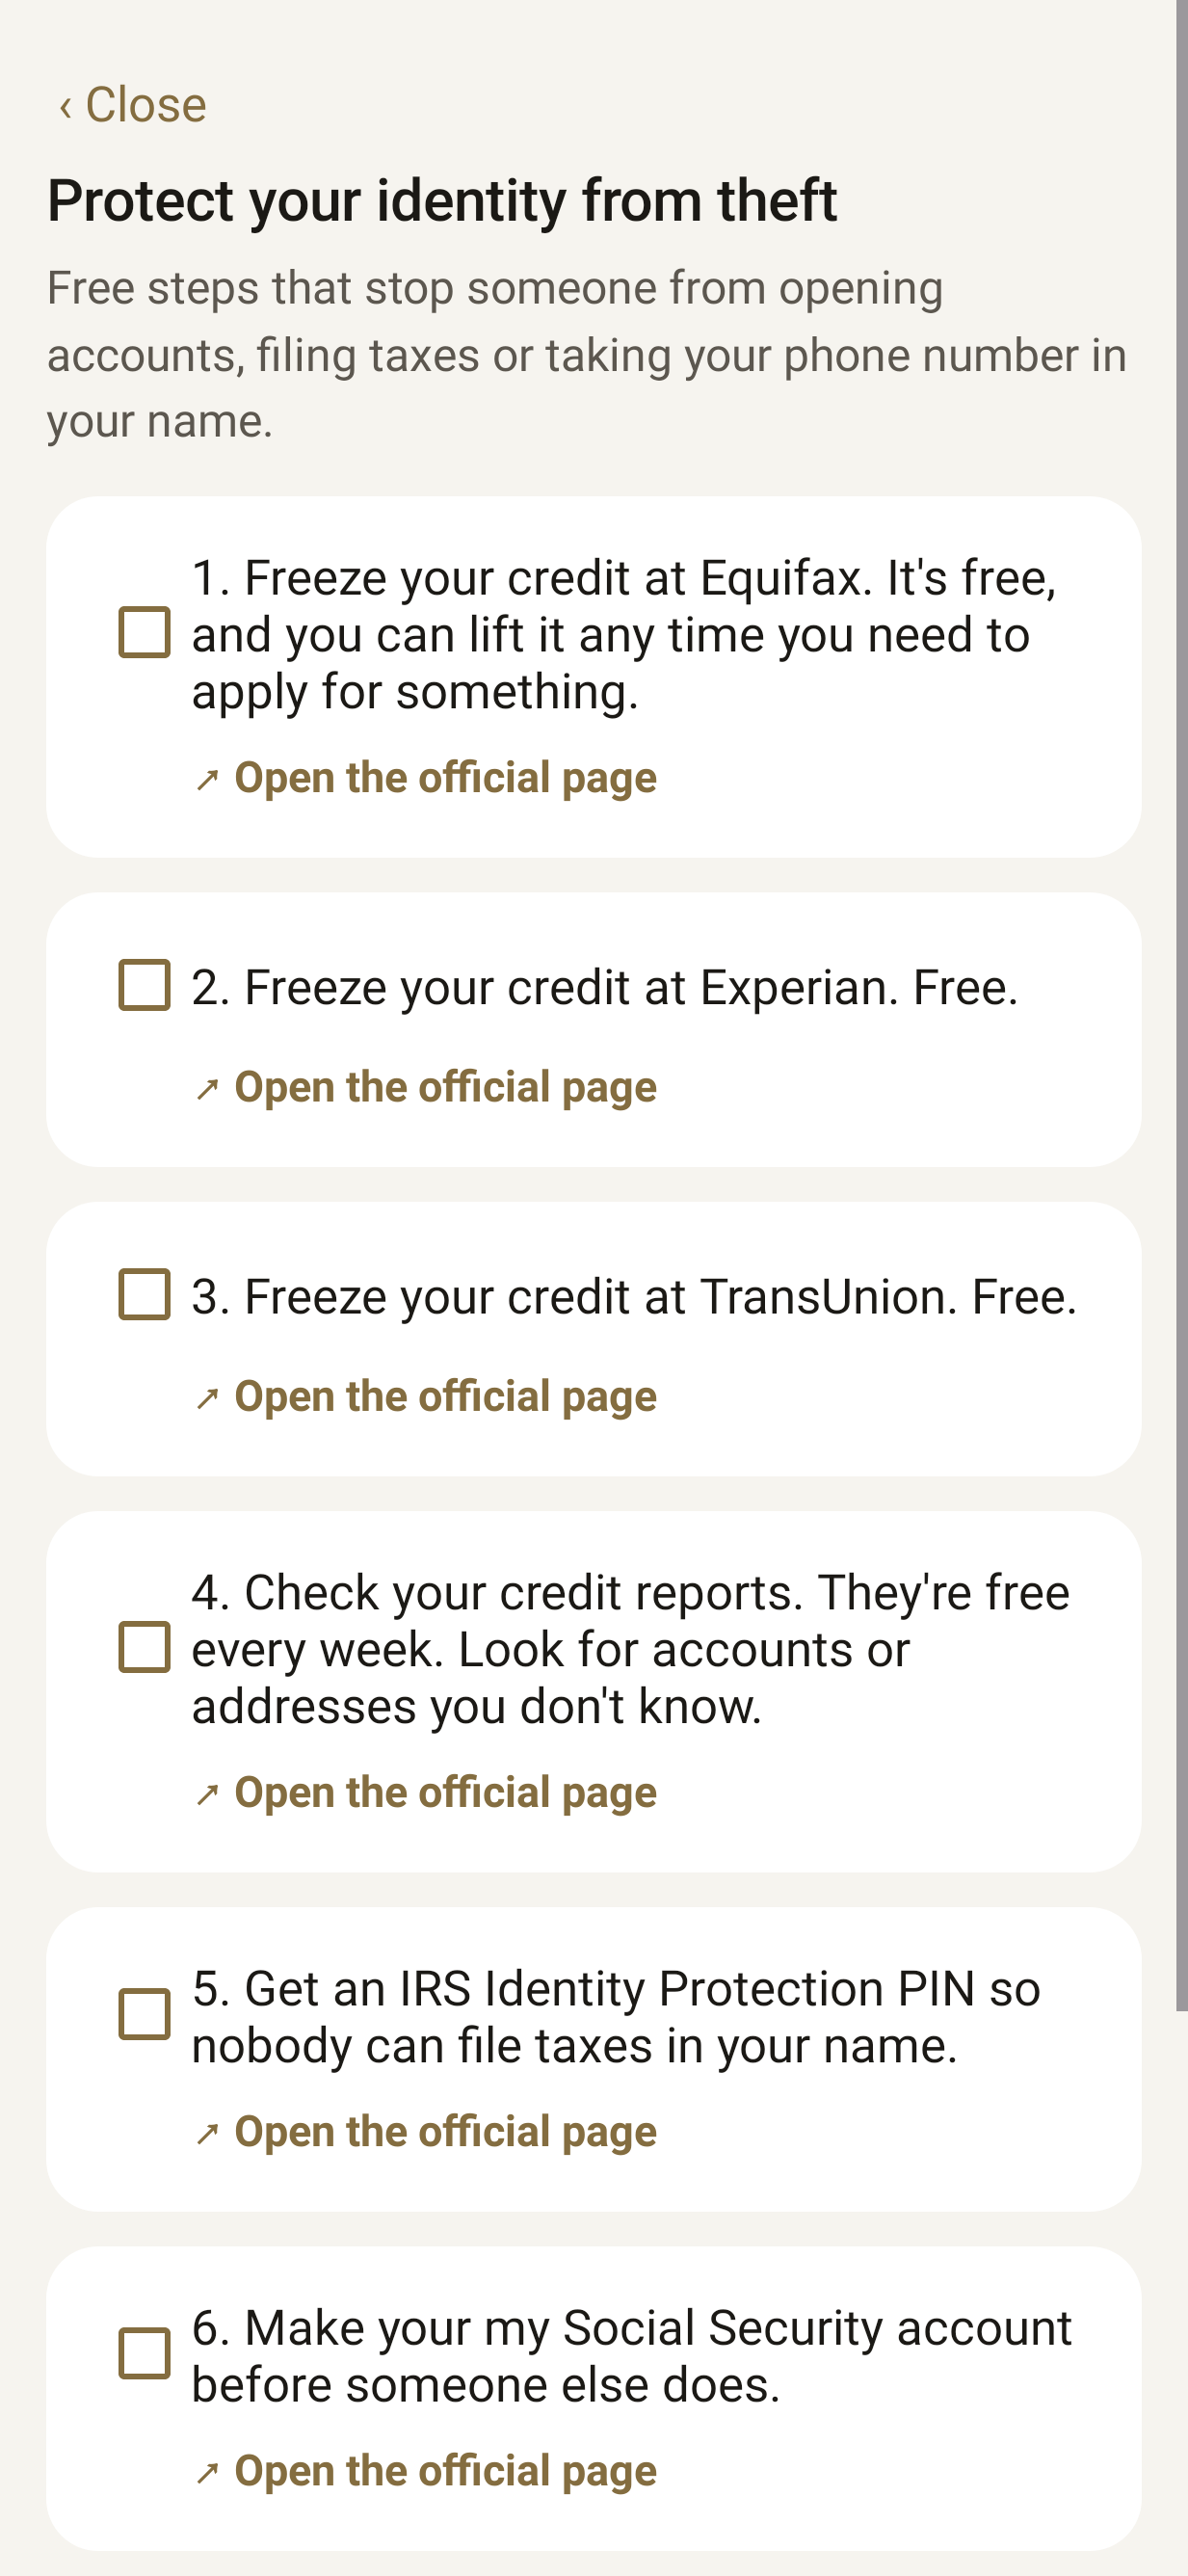 ‹ Close
Protect your identity from theft
Free steps that stop someone from opening
accounts, filing taxes or taking your phone number in
your name.
1. Freeze your credit at Equifax. It's free,
and you can lift it any time you need to
apply for something.
↗ Open the official page
2. Freeze your credit at Experian. Free.
↗ Open the official page
3. Freeze your credit at TransUnion. Free.
↗ Open the official page
4. Check your credit reports. They're free
every week. Look for accounts or
addresses you don't know.
↗ Open the official page
5. Get an IRS Identity Protection PIN so
nobody can file taxes in your name.
↗ Open the official page
6. Make your my Social Security account
before someone else does.
↗ Open the official page